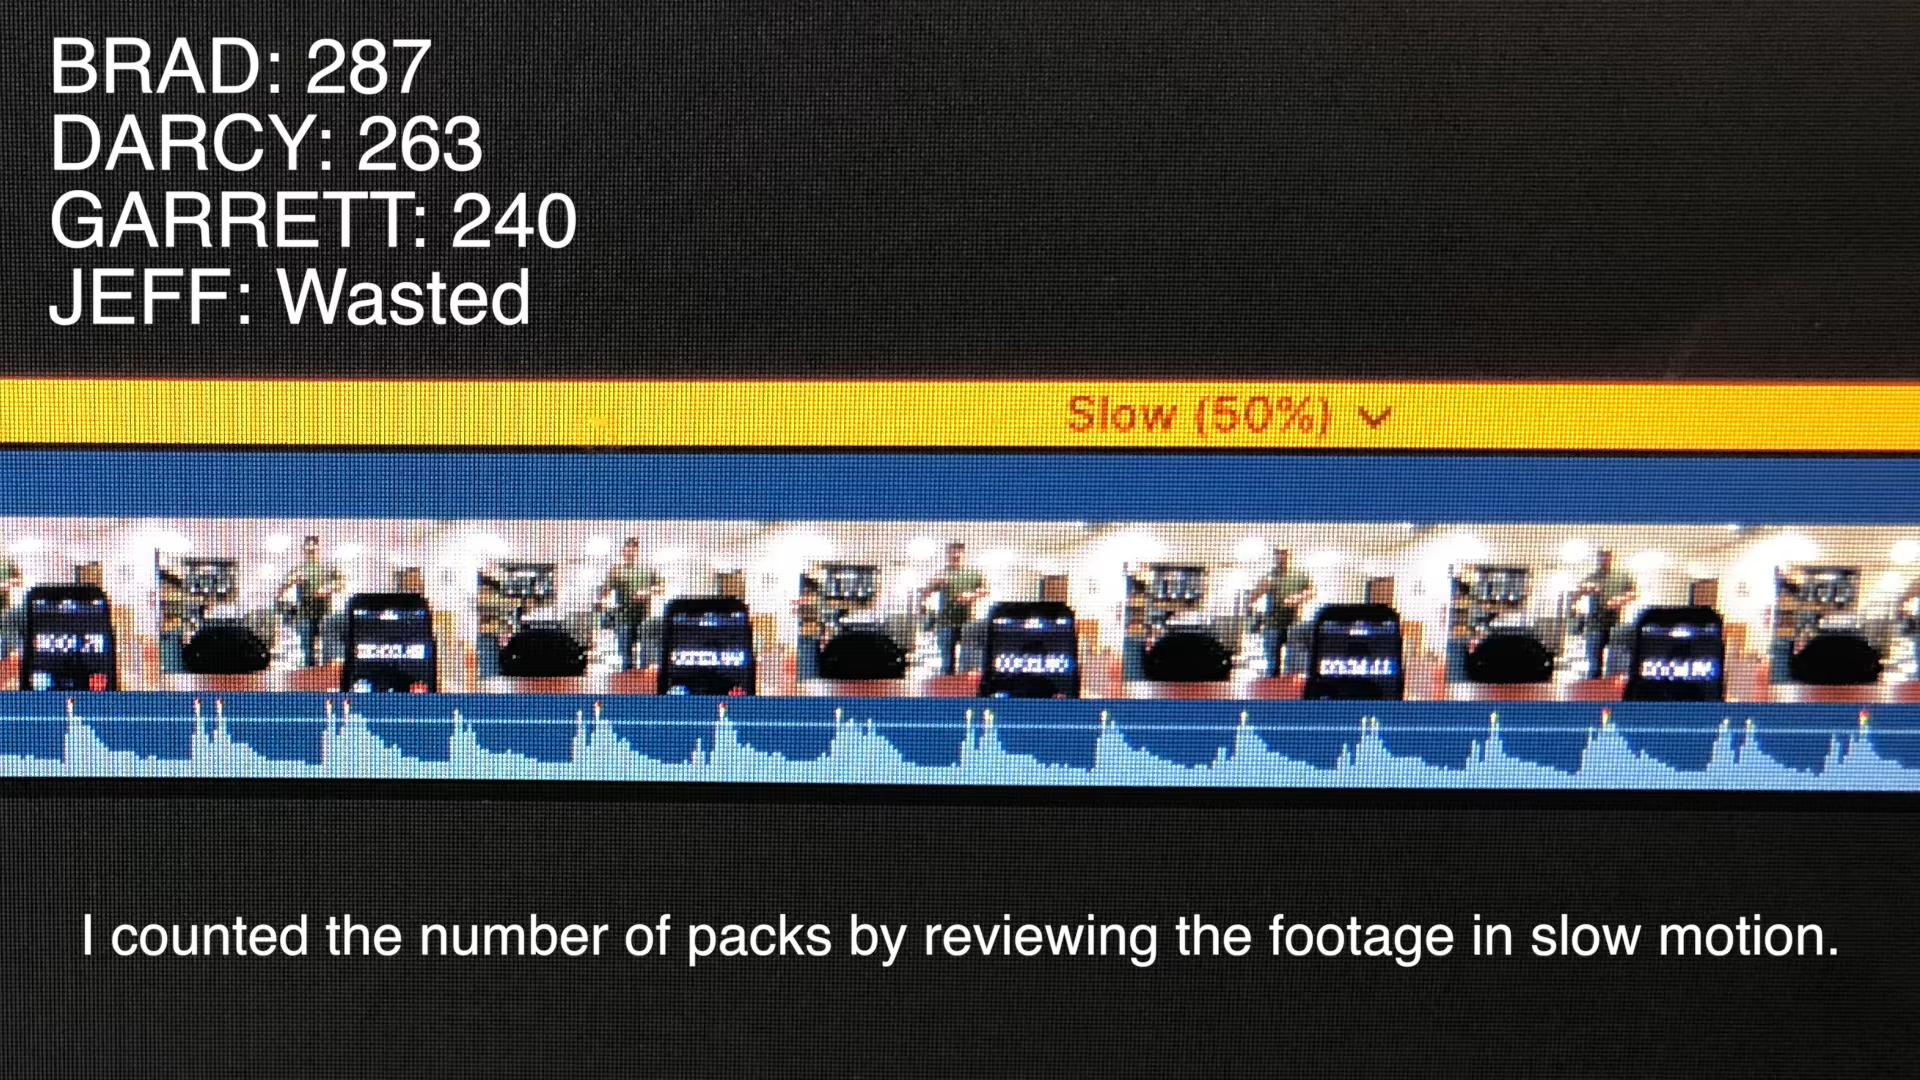 BRAD: 287
DARCY: 263
GARRETT: 240
JEFF: Wasted
Slow (50%)
I counted the number of packs by reviewing the footage in slow motion.